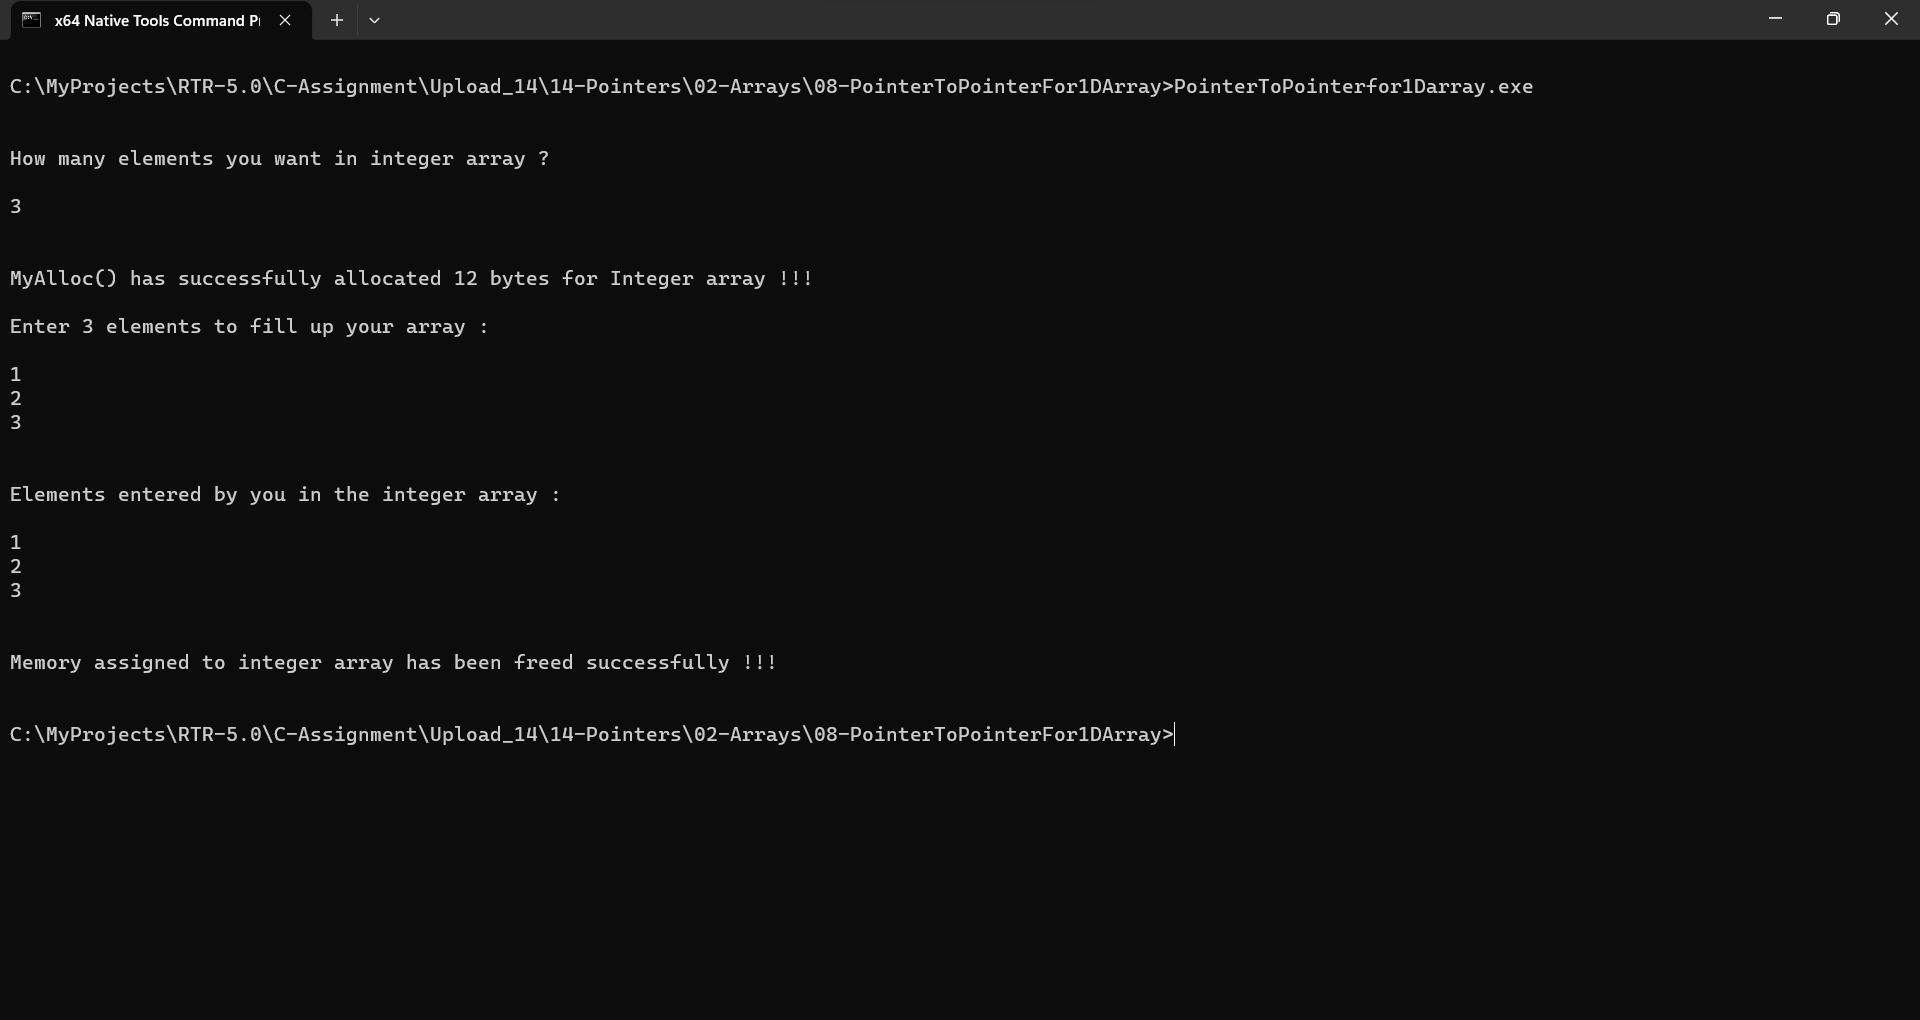 x64 Native Tools Command P
C:\MyProjects\RTR-5.0\C-Assignment\Upload_14\14-Pointers\02-Arrays\08-PointerToPointerFor1DArray>PointerToPointerfor1Darray.exe
How many elements you want in integer array ?
3
MyAlloc() has successfully allocated 12 bytes for Integer array !!!
Enter 3 elements to fill up your array :
1
2
3
Elements entered by you in the integer array :
1
2
3
Memory assigned to integer array has been freed successfully !!!
C:\MyProjects\RTR-5.0\C-Assignment\Upload_14\14-Pointers\02-Arrays\08-PointerToPointerFor1DArray>